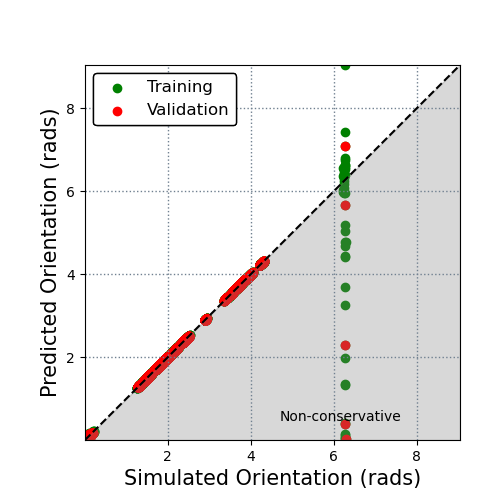 Training
Validation
8
6
4
2
Predicted Orientation (rads)
Non-conservative
2
4
6
8
Simulated Orientation (rads)